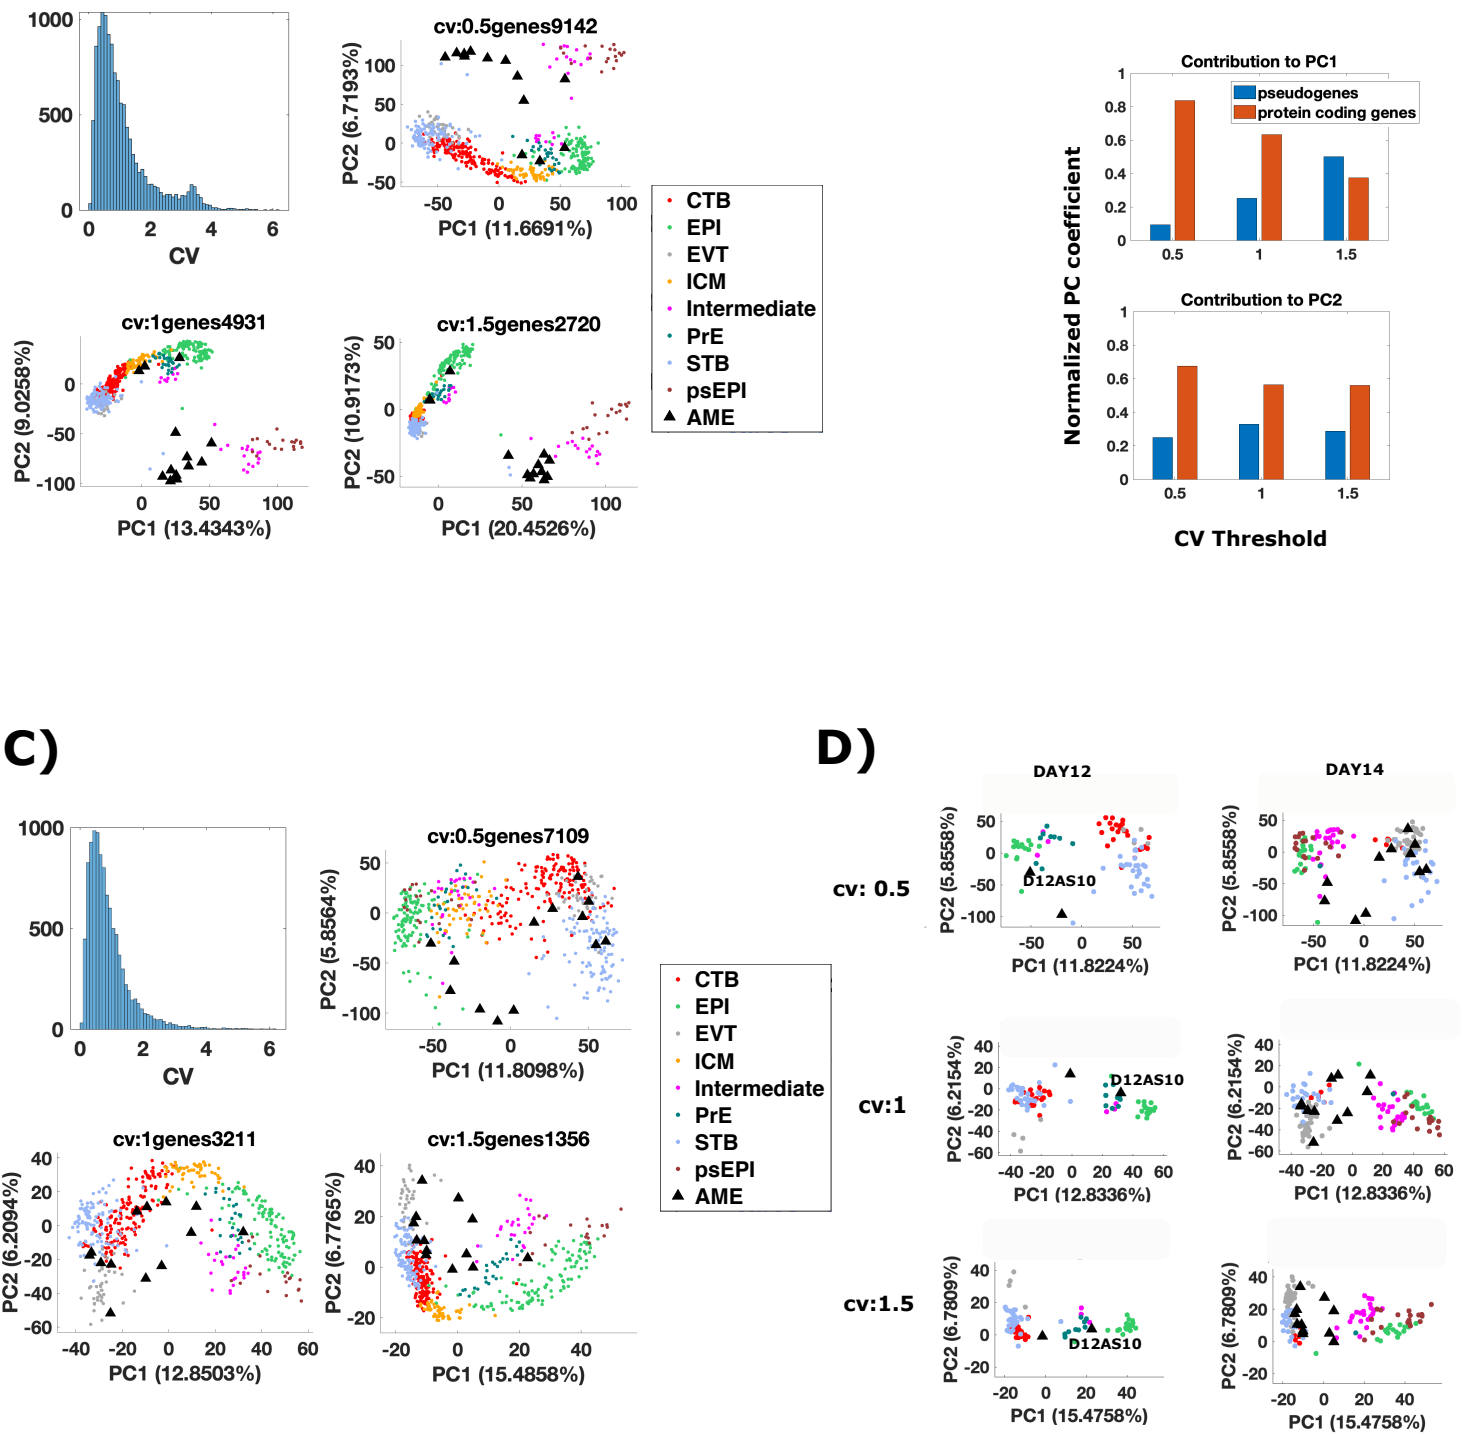 1000
500
0
0 2 4 6
CV
cv:0.5genes9142
PC2 (6.7193%)
100
50
0
-50
-50 0 50 100
PC1 (11.6691%)
cv:1genes4931
PC2 (9.0258%)
0
-50
-100
0 50 100
PC1 (13.4343%)
cv:1.5genes2720
PC2 (10.9173%)
50
0
-50
0 50 100
PC1 (20.4526%)
CTB
EPI
EVT
ICM
Intermediate
PrE
STB
psEPI
AME
Normalized PC coefficient
Contribution to PC1
pseudogenes
protein coding genes
1
0.8
0.6
0.4
0.2
0
0.5 1 1.5
Contribution to PC2
1
0.8
0.6
0.4
0.2
0
0.5 1 1.5
CV Threshold
C)
1000
500
0
0 2 4 6
CV
cv:0.5genes7109
PC2 (5.8564%)
50
0
-50
-100
-50 0 50
PC1 (11.8098%)
cv:1genes3211
PC2 (6.2094%)
40
20
0
-20
-40
-60
-40 -20 0 20 40 60
PC1 (12.8503%)
cv:1.5genes1356
PC2 (6.7765%)
40
20
0
-20
-20 0 20 40
PC1 (15.4858%)
CTB
EPI
EVT
ICM
Intermediate
PrE
STB
psEPI
AME
D)
DAY12
DAY14
cv: 0.5
PC2 (5.8558%)
50
0
-50
-100
D12AS10
-50 0 50
PC1 (11.8224%)
PC2 (5.8558%)
50
0
-50
-100
-50 0 50
PC1 (11.8224%)
cv:1
PC2 (6.2154%)
40
20
0
-20
-40
-60
D12AS10
-40 -20 0 20 40 60
PC1 (12.8336%)
PC2 (6.2154%)
40
20
0
-20
-40
-60
-40 -20 0 20 40 60
PC1 (12.8336%)
cv:1.5
PC2 (6.7809%)
40
20
0
-20
D12AS10
-20 0 20 40
PC1 (15.4758%)
PC2 (6.7809%)
40
20
0
-20
-20 0 20 40
PC1 (15.4758%)